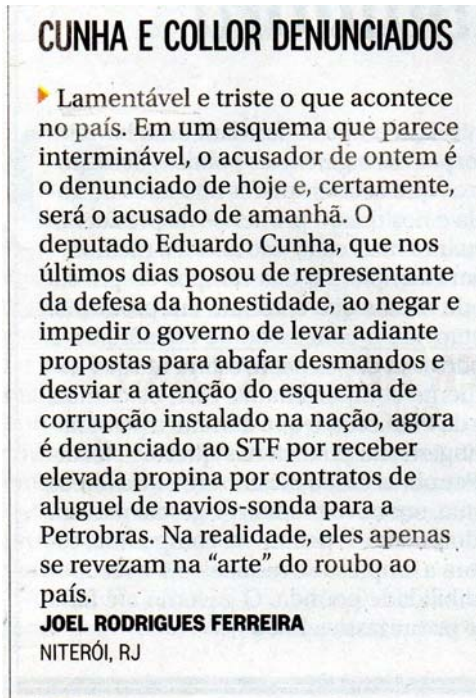 CUNHA E COLLOR DENUNCIADOS
Lamentável e triste o que acontece
no país. Em um esquema que parece
interminável, o acusador de ontem é
o denunciado de hoje e, certamente,
será o acusado de amanhã. O
deputado Eduardo Cunha, que nos
últimos dias posou de representante
da defesa da honestidade, ao negar e
impedir o governo de levar adiante
propostas para abafar desmandos e
desviar a atenção do esquema de
corrupção instalado na nação, agora
é denunciado ao STF por receber
elevada propina por contratos de
aluguel de navios-sonda para a
Petrobras. Na realidade, eles apenas
se revezam na “arte” do roubo ao
país.
JOEL RODRIGUES FERREIRA
NITERÓI, RJ